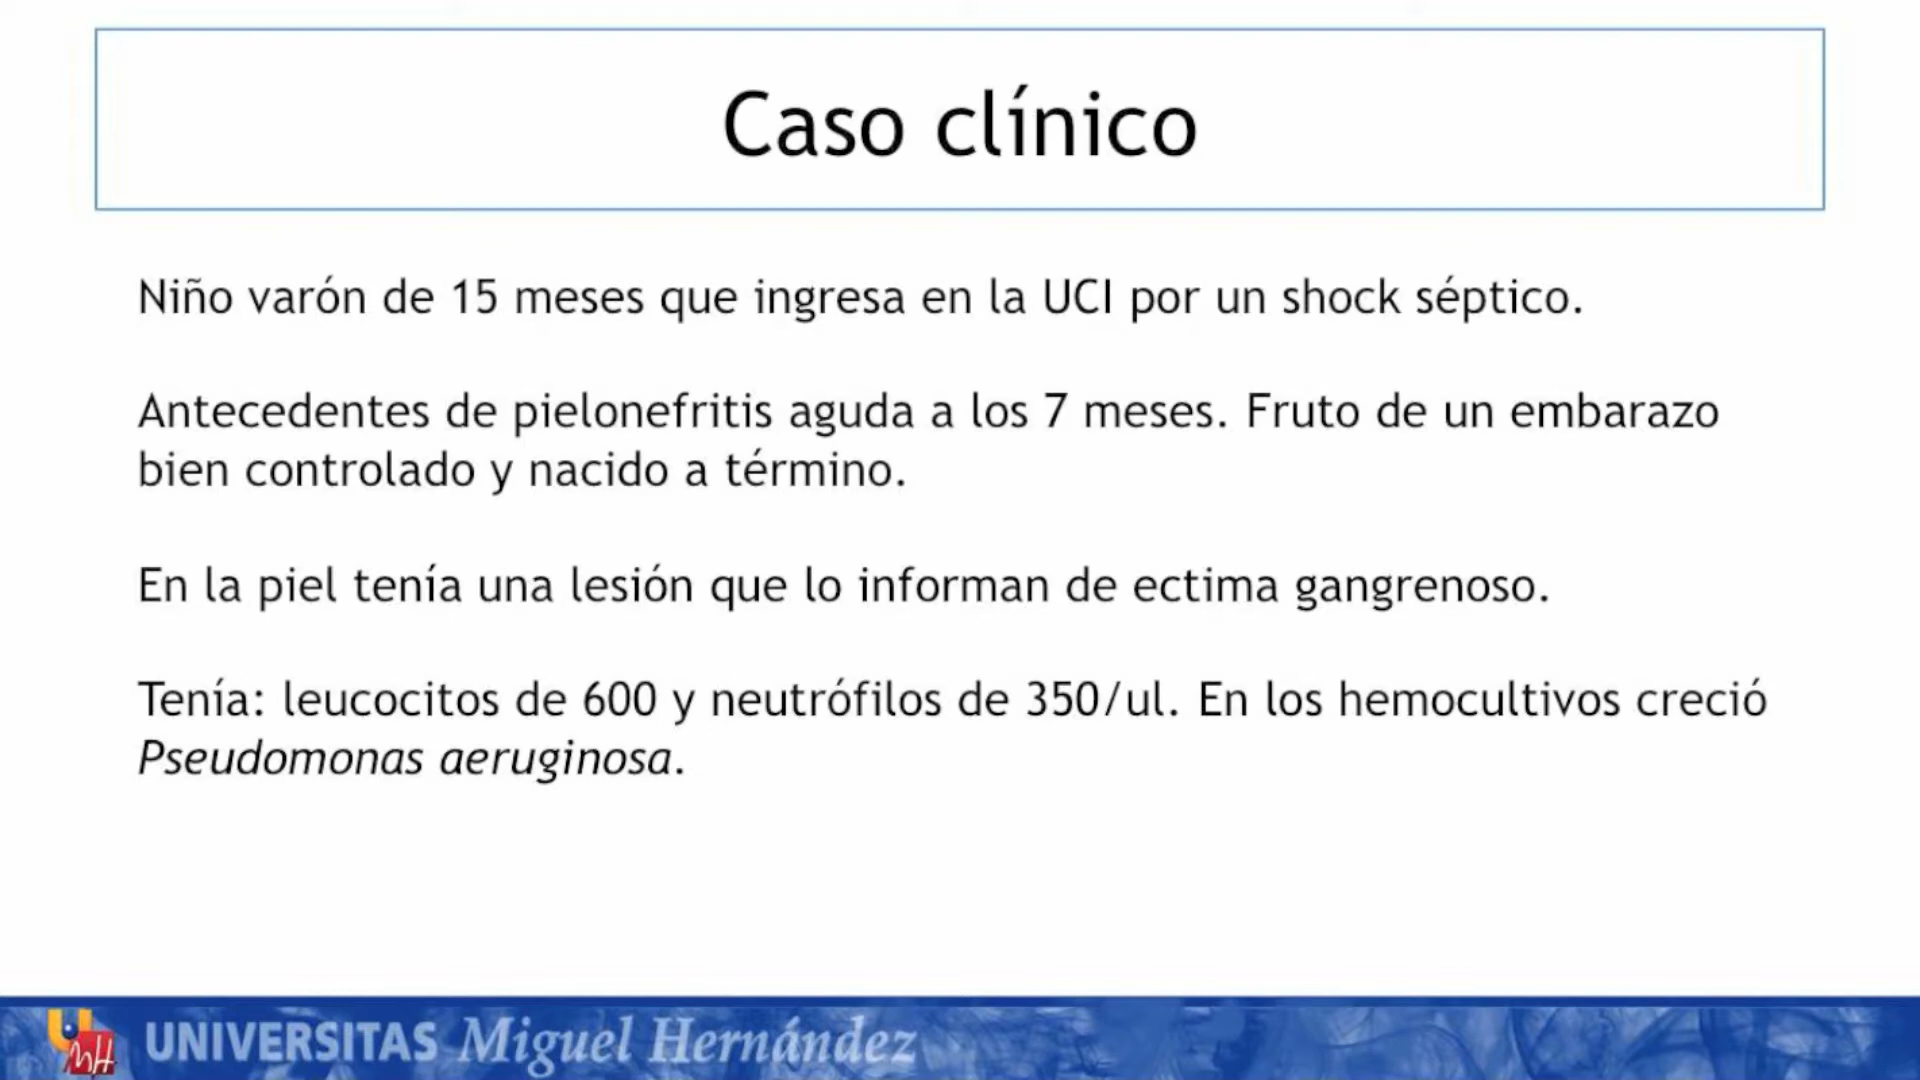 Caso clínico
Niño varón de 15 meses que ingresa en la UCI por un shock séptico.
Antecedentes de pielonefritis aguda a los 7 meses. Fruto de un embarazo
bien controlado y nacido a término.
En la piel tenía una lesión que lo informan de ectima gangrenoso.
Tenía: leucocitos de 600 y neutrófilos de 350/ul. En los hemocultivos creció
Pseudomonas aeruginosa.
UNIVERSITAS Miguel Hernández